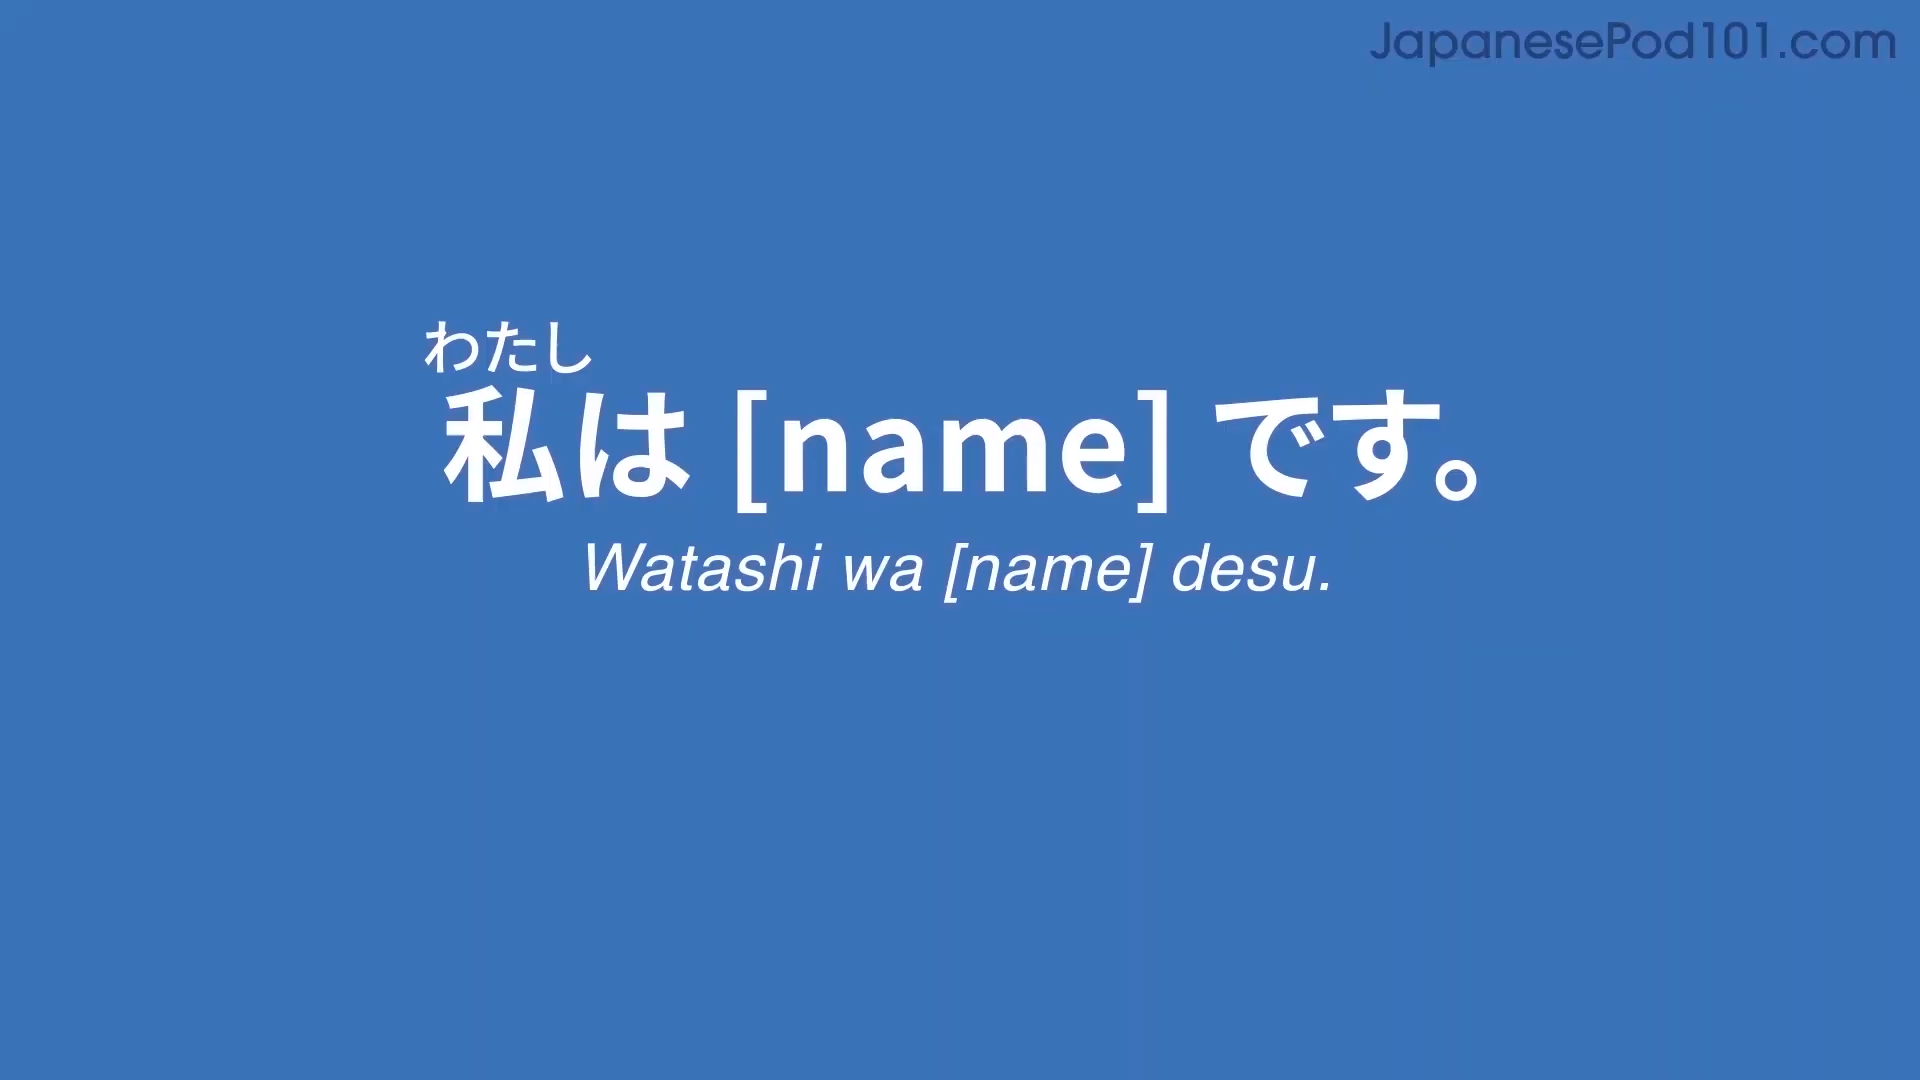 JapanesePod101.com
わたし
私は [name] です。
Watashi wa [name] desu.